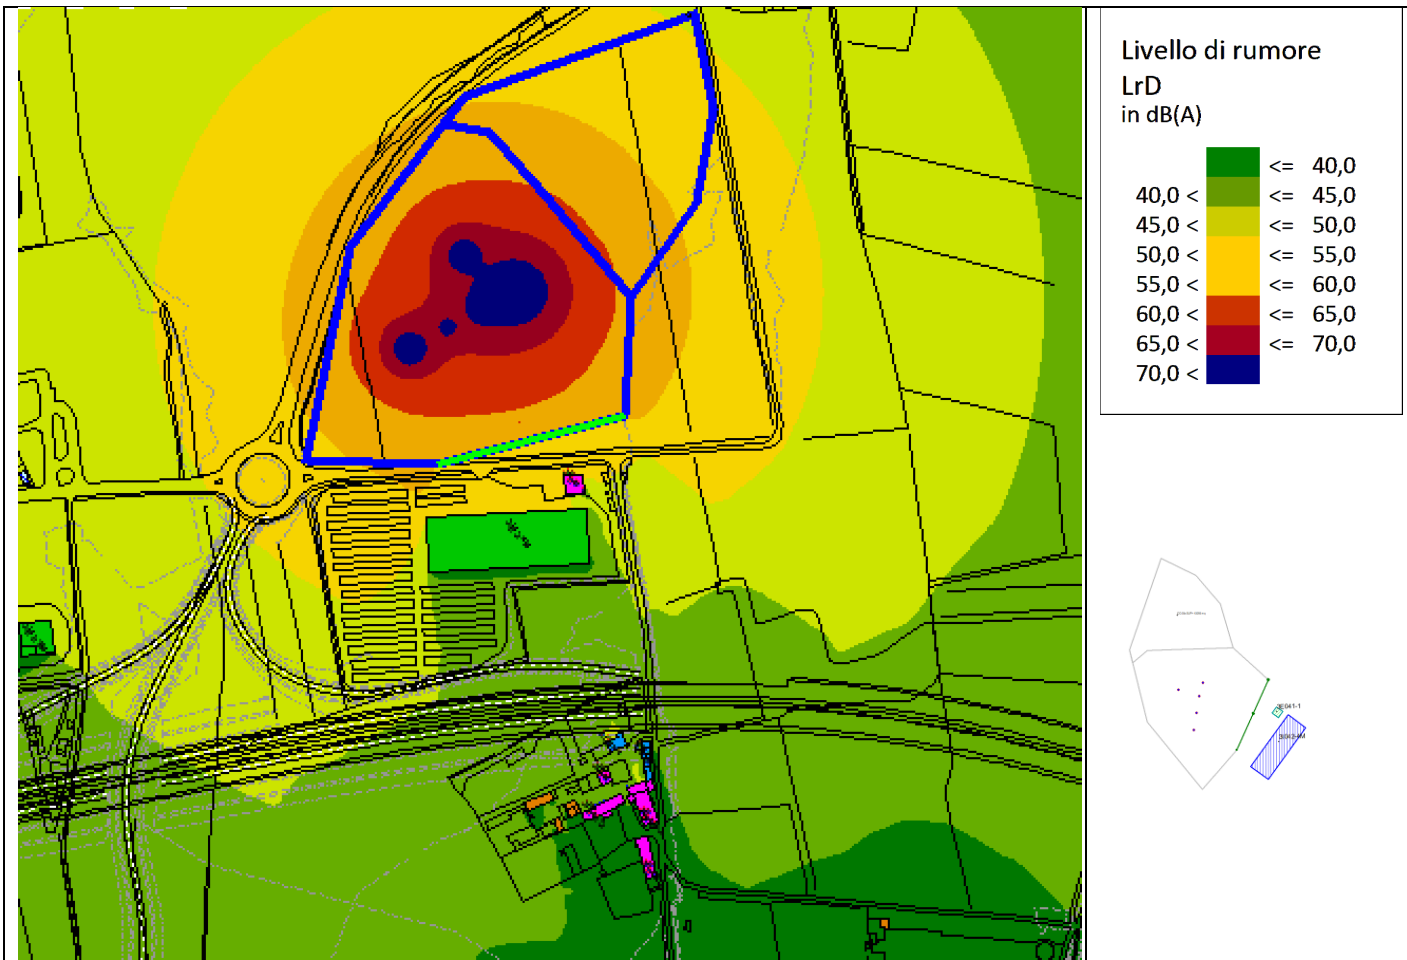 Livello di rumore
LrD
in dB(A)
<= 40,0
40,0 < <= 45,0
45,0 < <= 50,0
50,0 < <= 55,0
55,0 < <= 60,0
60,0 < <= 65,0
65,0 < <= 70,0
70,0 <